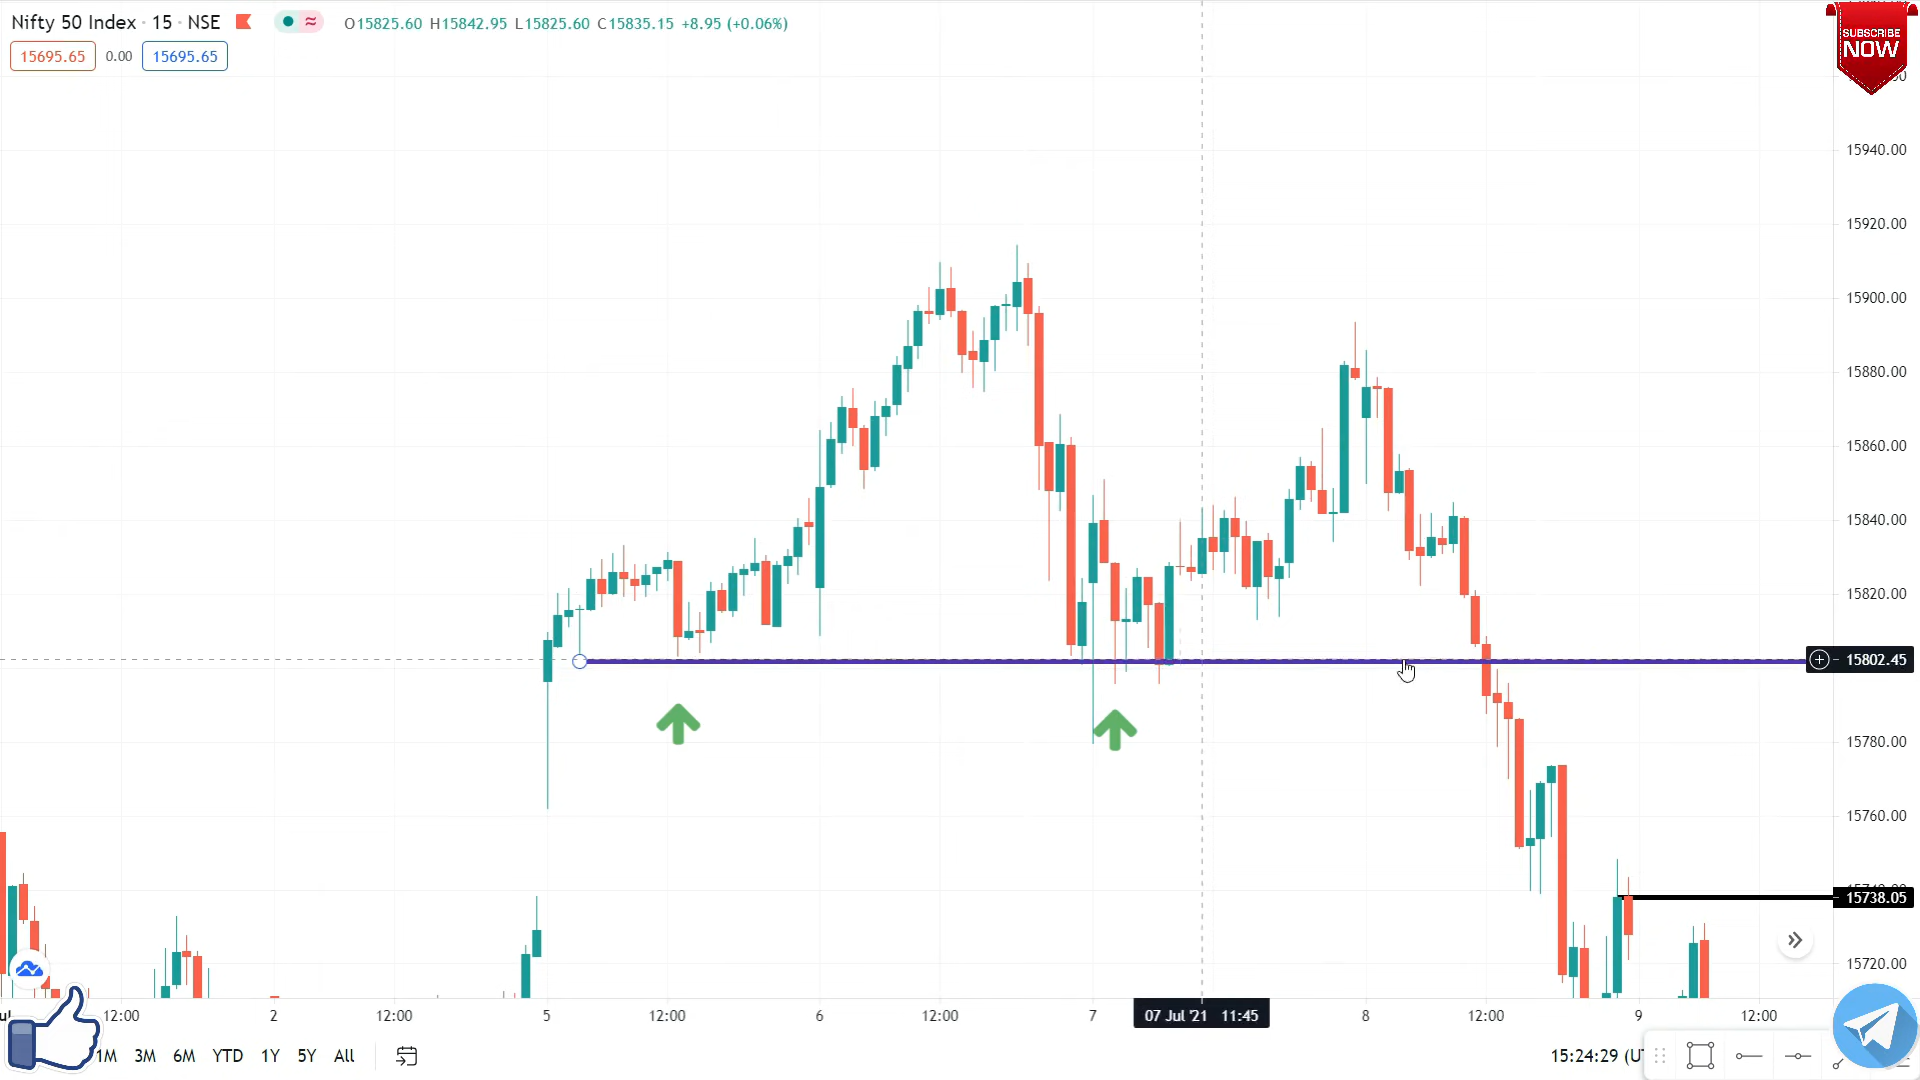 Nifty 50 Index · 15 · NSE
O15825.60 H15842.95 L15825.60 C15835.15 +8.95 (+0.06%)
15695.65 0.00 15695.65
SUBSCRIBE
NOW
15940.00
15920.00
15900.00
15880.00
15860.00
15840.00
15820.00
15802.45
15780.00
15760.00
15738.05
15720.00
12:00 2 12:00 5 12:00 6 12:00 7 07 Jul '21 11:45 8 12:00 9 12:00
1M 3M 6M YTD 1Y 5Y All
15:24:29 (UT